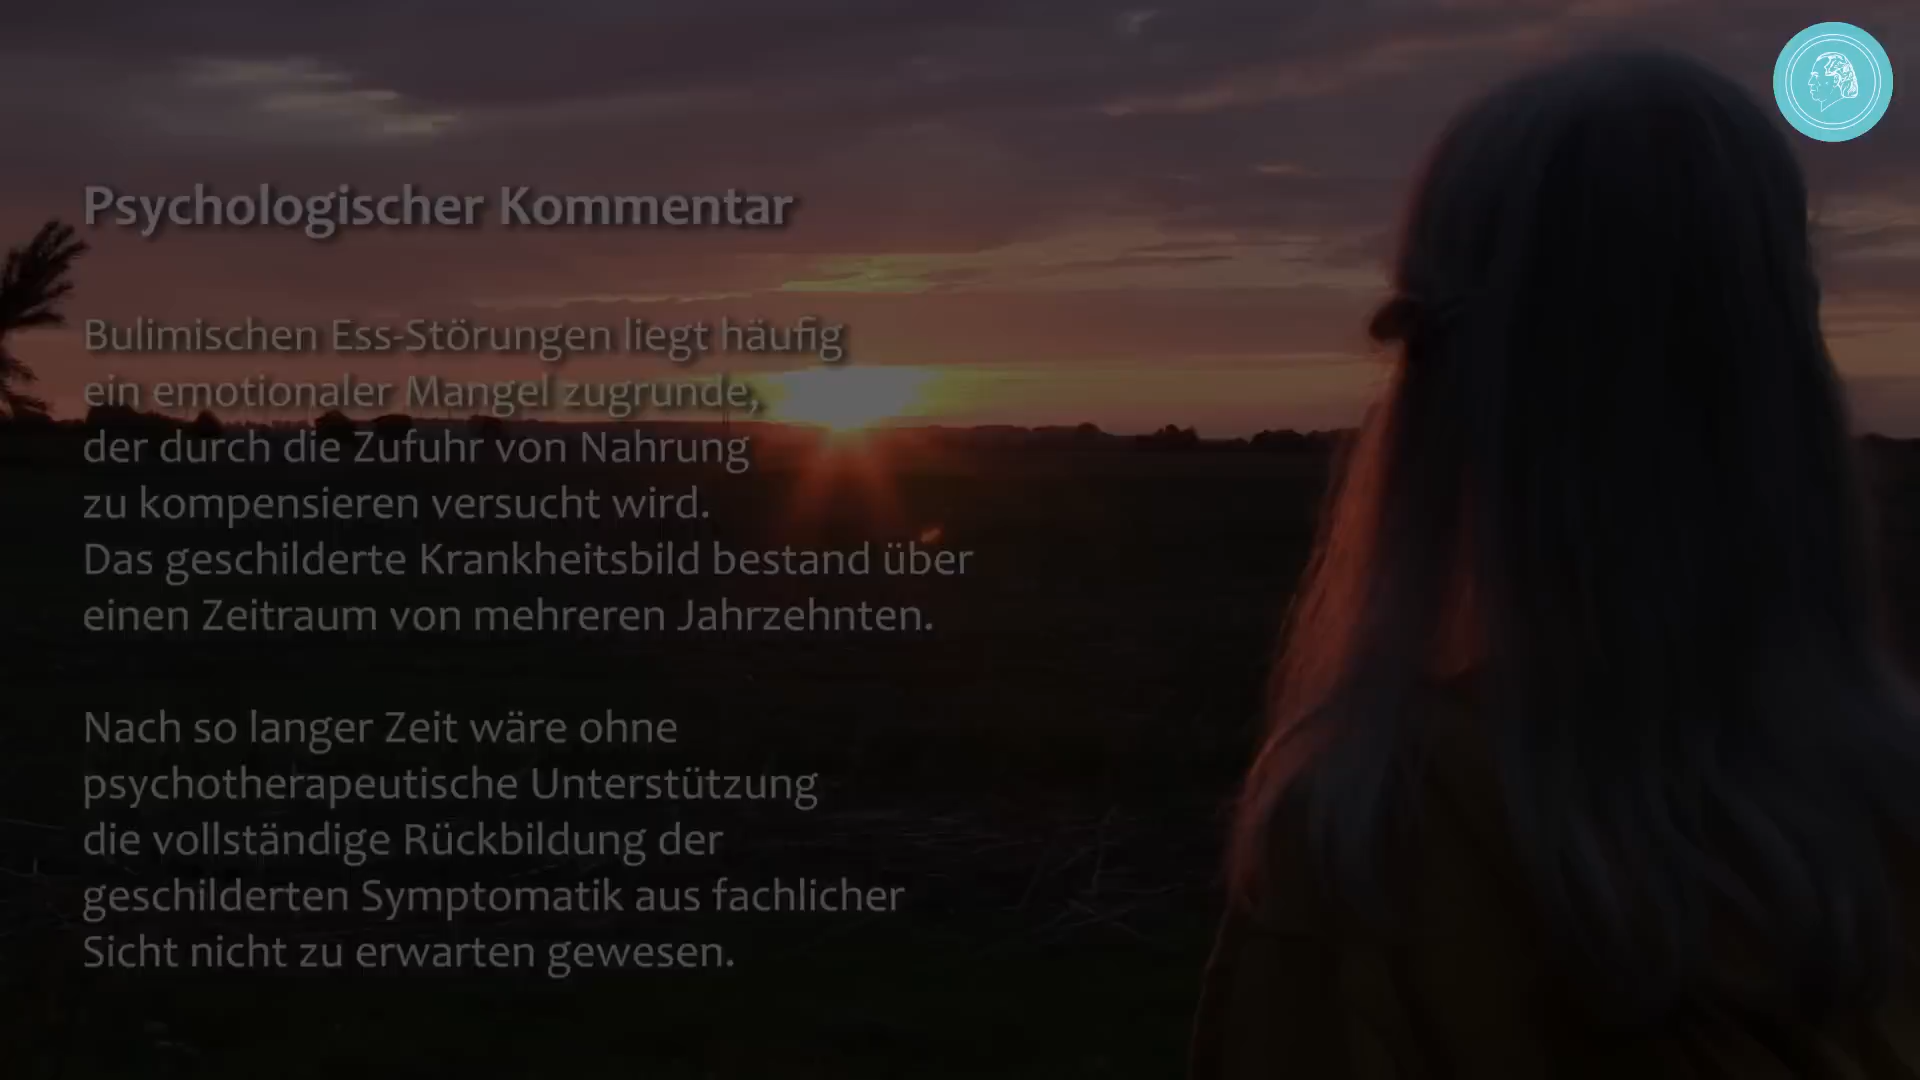 Psychologischer Kommentar
Bulimischen Ess-Störungen liegt häufig
ein emotionaler Mangel zugrunde,
der durch die Zufuhr von Nahrung
zu kompensieren versucht wird.
Das geschilderte Krankheitsbild bestand über
einen Zeitraum von mehreren Jahrzehnten.
Nach so langer Zeit wäre ohne
psychotherapeutische Unterstützung
die vollständige Rückbildung der
geschilderten Symptomatik aus fachlicher
Sicht nicht zu erwarten gewesen.